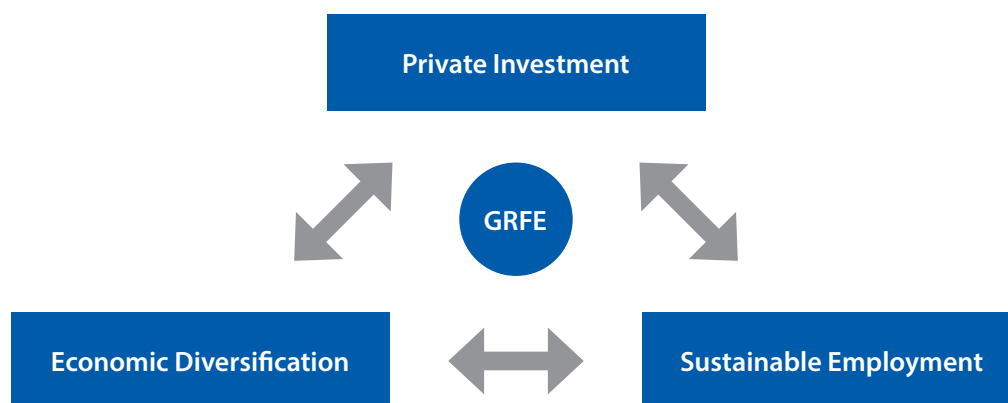 Private Investment
GRFE
Economic Diversification
Sustainable Employment